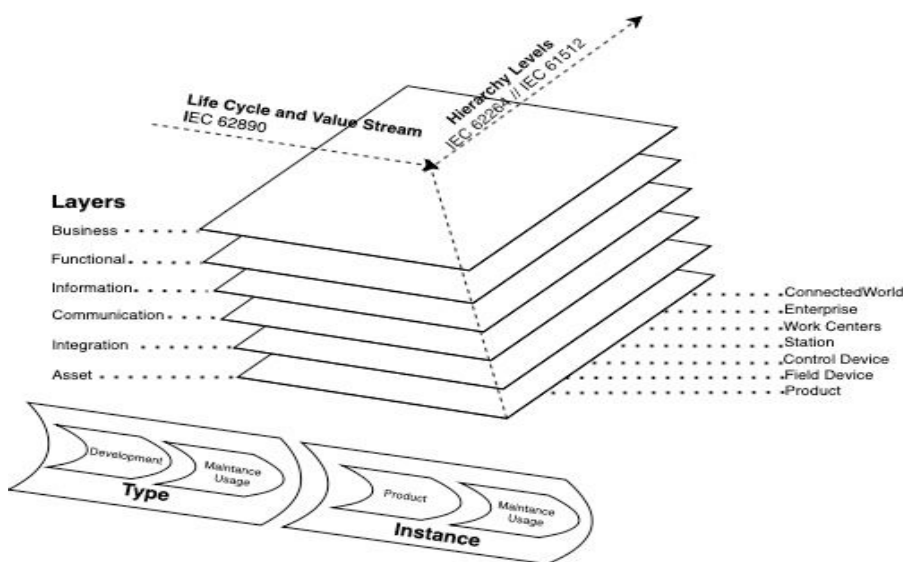 Hierarchy Levels
IEC 62264 // IEC 61512
Life Cycle and Value Stream
IEC 62890
Layers
Business
Functional
Information
Communication
Integration
Asset
ConnectedWorld
Enterprise
Work Centers
Station
Control Device
Field Device
Product
Development
Maintance
Usage
Type
Product
Maintance
Usage
Instance